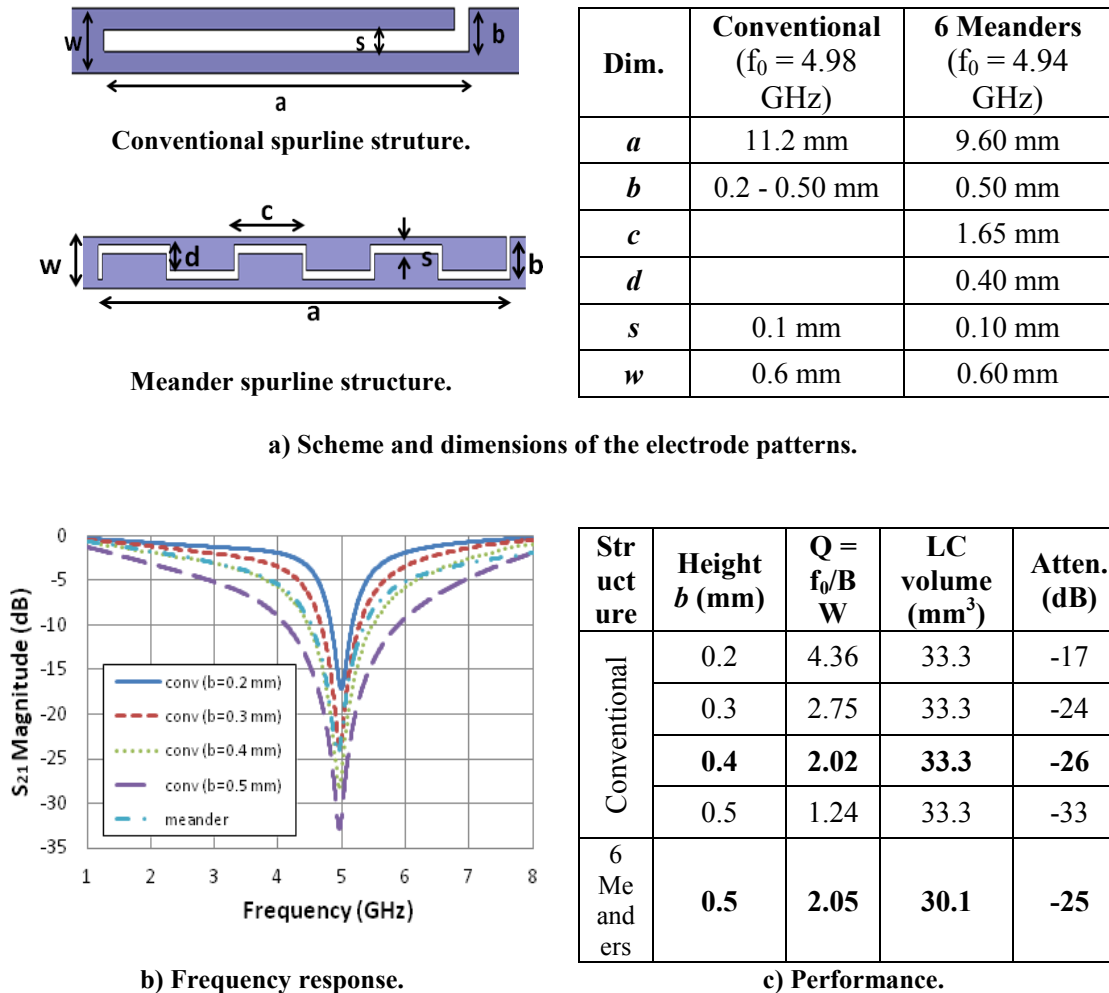 w
s
b
a
Conventional spurline struture.
c
w
d
s
b
a
Meander spurline structure.
Dim.
Conventional
(f₀ = 4.98
GHz)
6 Meanders
(f₀ = 4.94
GHz)
a 11.2 mm 9.60 mm
b 0.2 - 0.50 mm 0.50 mm
c 1.65 mm
d 0.40 mm
s 0.1 mm 0.10 mm
w 0.6 mm 0.60 mm
a) Scheme and dimensions of the electrode patterns.
S₂₁ Magnitude (dB)
0
-5
-10
-15
-20
-25
-30
-35
conv (b=0.2 mm)
conv (b=0.3 mm)
conv (b=0.4 mm)
conv (b=0.5 mm)
meander
1 2 3 4 5 6 7 8
Frequency (GHz)
b) Frequency response.
Str
uct
ure
Height
b (mm)
Q =
f₀/B
W
LC
volume
(mm³)
Atten.
(dB)
Conventional
0.2 4.36 33.3 -17
0.3 2.75 33.3 -24
0.4 2.02 33.3 -26
0.5 1.24 33.3 -33
6
Me
and
ers
0.5 2.05 30.1 -25
c) Performance.